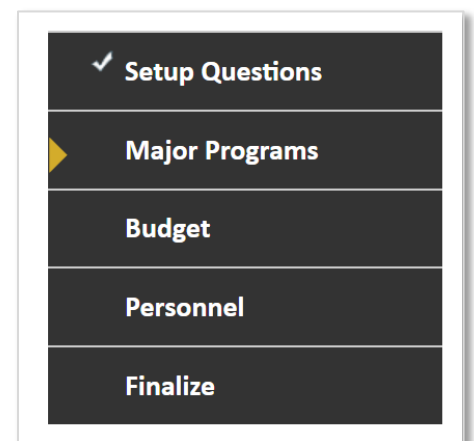 Setup Questions
Major Programs
Budget
Personnel
Finalize